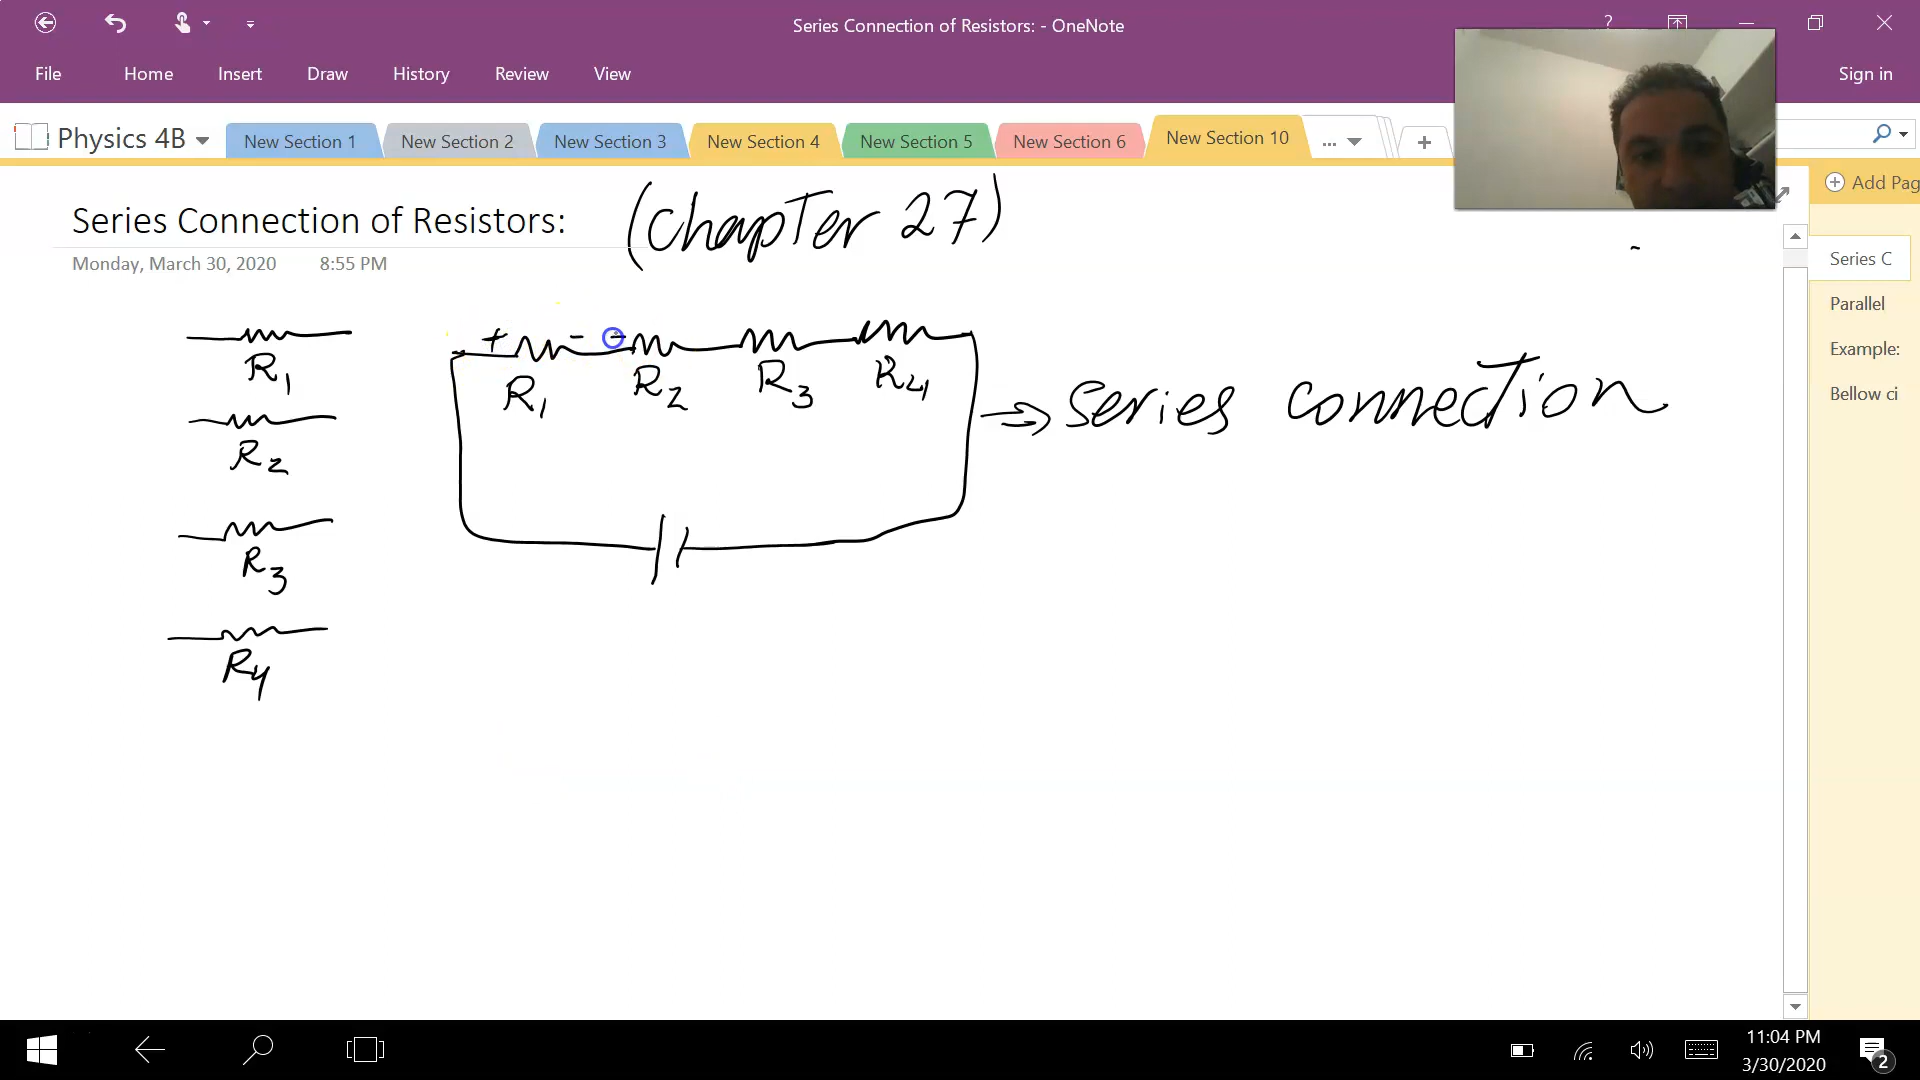 Series Connection of Resistors: - OneNote
?
File Home Insert Draw History Review View
Sign in
Physics 4B
New Section 1 New Section 2 New Section 3 New Section 4 New Section 5 New Section 6 New Section 10 ... +
Add Pag
Series Connection of Resistors: (chapter 27)
Monday, March 30, 2020 8:55 PM
Series C
Parallel
Example:
Bellow ci
+ - -
R1
R2
R3
R4
R1 R2 R3 R4
series connection
11:04 PM
3/30/2020
2